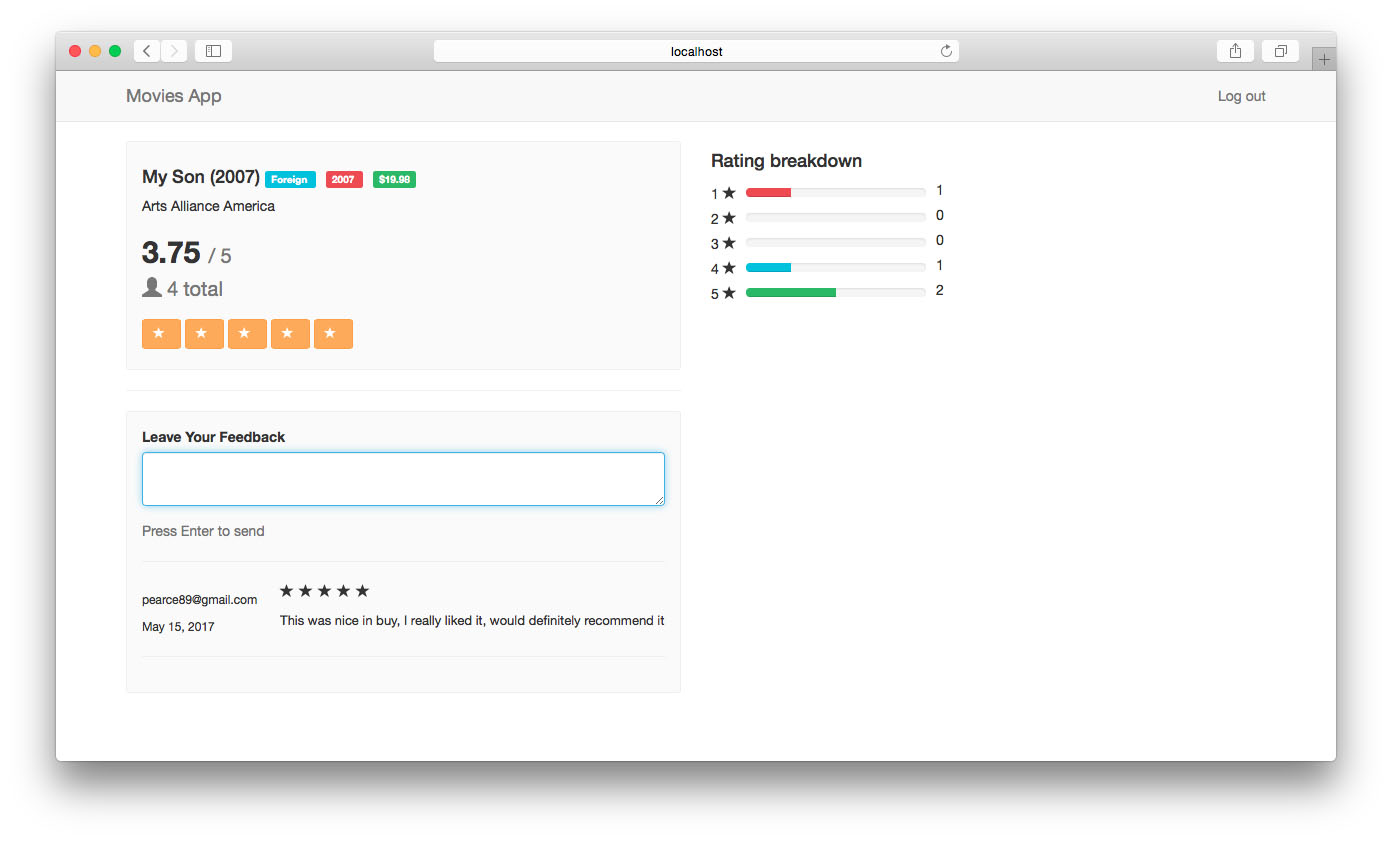 localhost
Movies App
Log out
My Son (2007) Foreign 2007 $19.98
Arts Alliance America
3.75 / 5
4 total
Rating breakdown
1 ★ 1
2 ★ 0
3 ★ 0
4 ★ 1
5 ★ 2
Leave Your Feedback
Press Enter to send
pearce89@gmail.com
May 15, 2017
★ ★ ★ ★ ★
This was nice in buy, I really liked it, would definitely recommend it